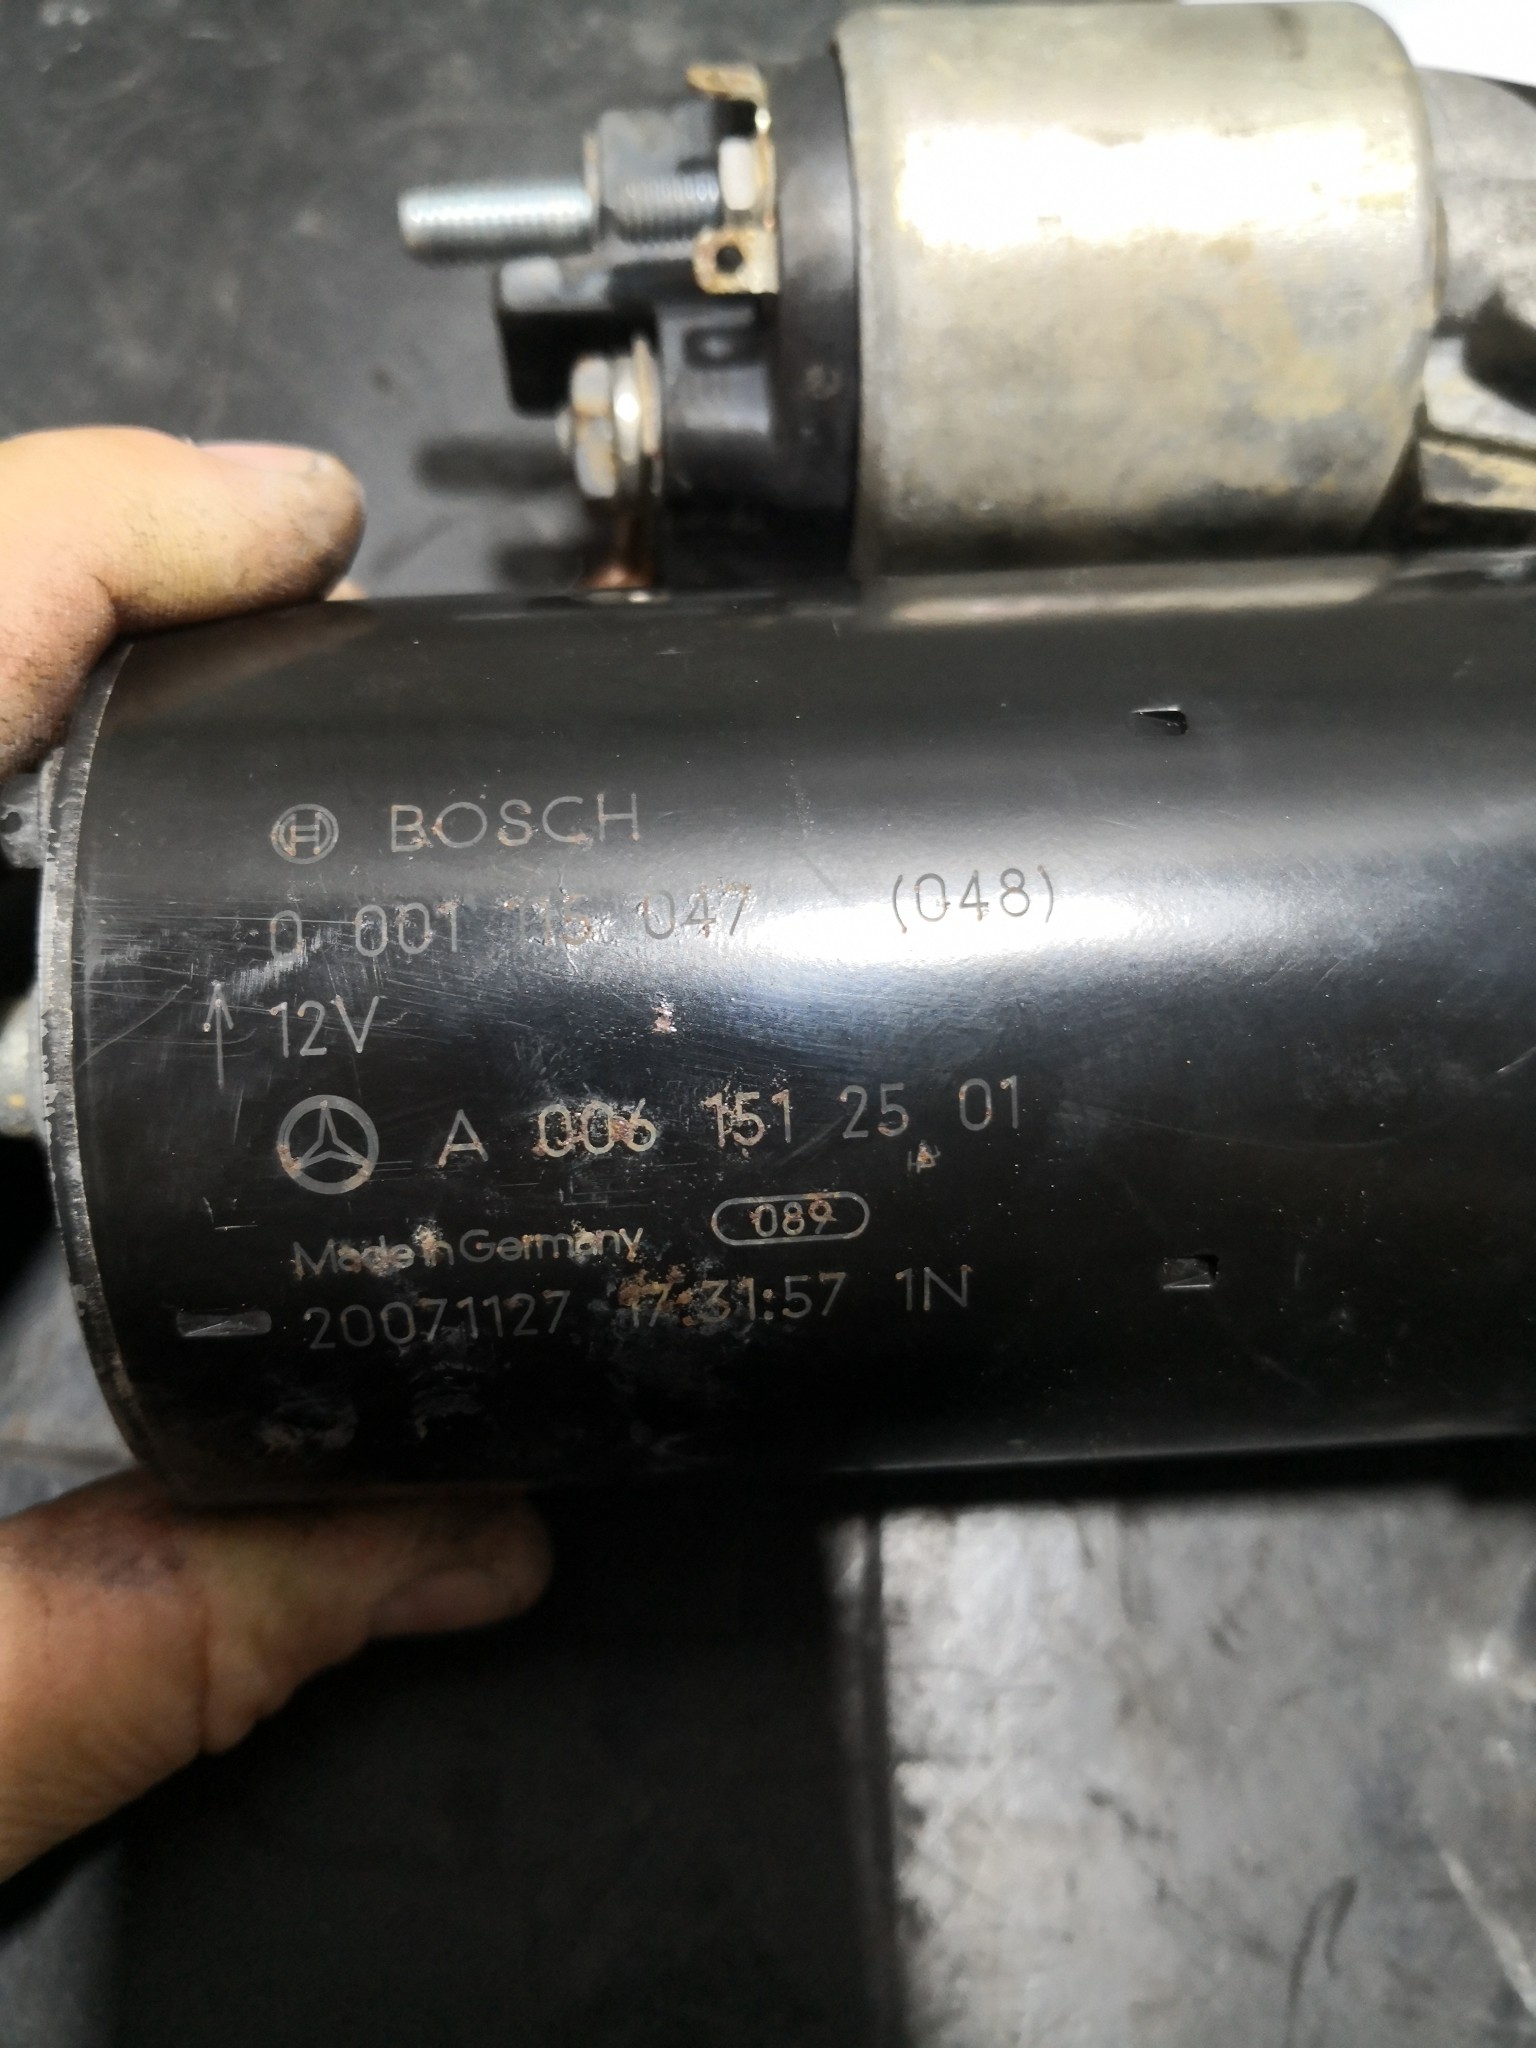 BOSCH
0 001 115 047 (048)
12V
A 006 151 25 01
Made in Germany 089
20071127 17:31:57 1N